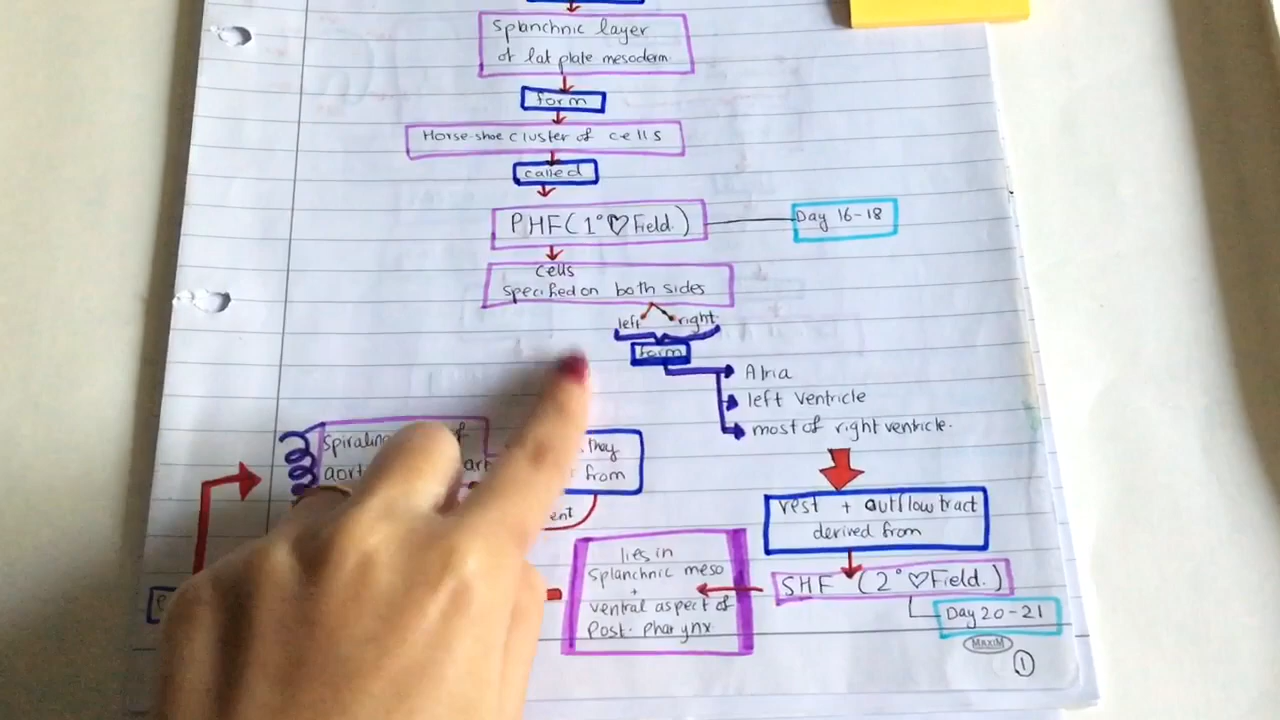 Splanchnic layer
of lat plate mesoderm
form
Horse-shoe cluster of cells
called
PHF (1° ♡ Field.)
Day 16-18
cells
specified on both sides
left right
form
Atria
left ventricle
most of right ventricle.
rest + outflow tract
derived from
SHF (2° ♡ Field.)
Day 20-21
lies in
Splanchnic meso
+
ventral aspect of
Post. pharynx
they
from
MAXIM
1